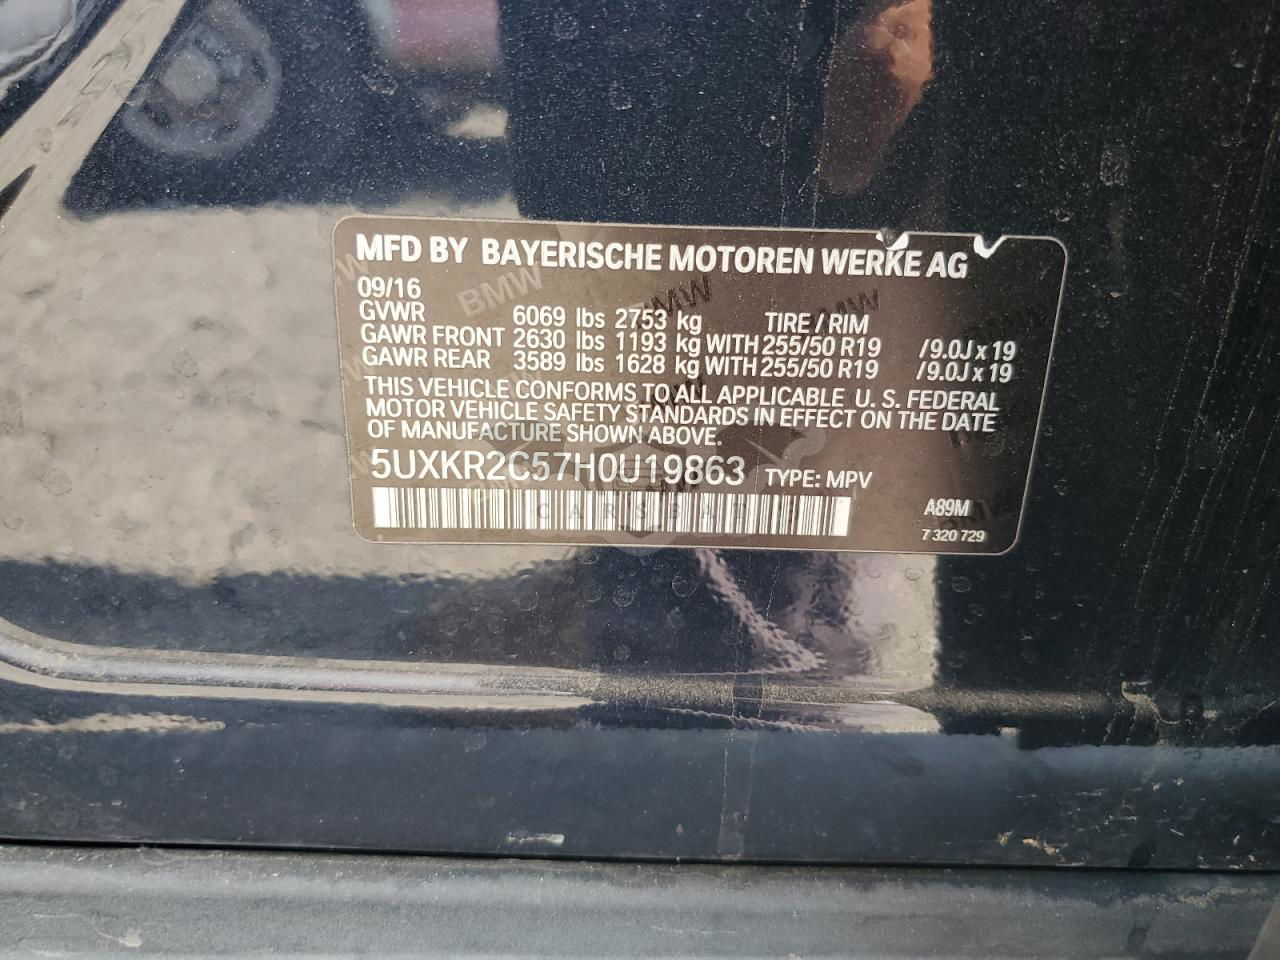 MFD BY BAYERISCHE MOTOREN WERKE AG
09/16
GVWR 6069 lbs 2753 kg TIRE / RIM
GAWR FRONT 2630 lbs 1193 kg WITH 255/50 R19 /9.0J x 19
GAWR REAR 3589 lbs 1628 kg WITH 255/50 R19 /9.0J x 19
THIS VEHICLE CONFORMS TO ALL APPLICABLE U. S. FEDERAL
MOTOR VEHICLE SAFETY STANDARDS IN EFFECT ON THE DATE
OF MANUFACTURE SHOWN ABOVE.
5UXKR2C57H0U19863 TYPE: MPV
A89M
7 320 729
BMW
BMW
BMW